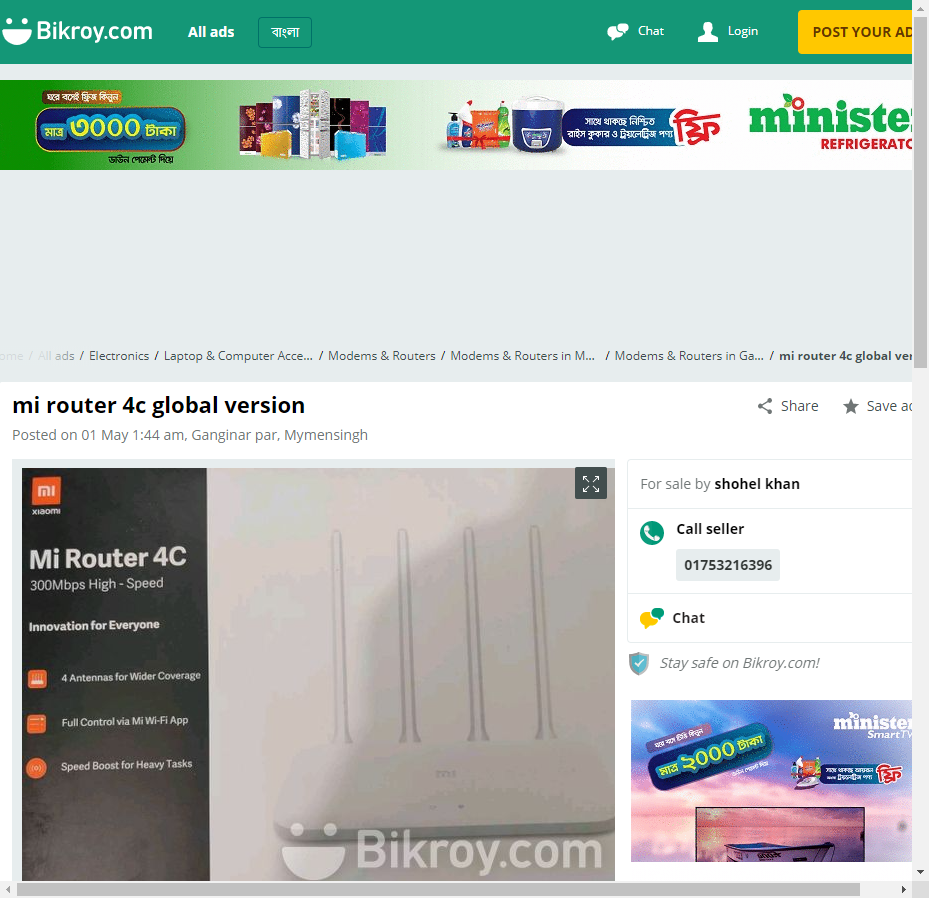 Bikroy.com
All ads
বাংলা
Chat
Login
POST YOUR AD
ঘরে বসেই ফ্রিজ কিনুন
মাত্র ৩০০০ টাকা
ডাউন পেমেন্ট দিয়ে
সাথে থাকছে নিশ্চিত
রাইস কুকার ও ট্রয়লেট্রিজ পণ্য
ফ্রি
ministe
REFRIGERATO
ome / All ads / Electronics / Laptop & Computer Acce... / Modems & Routers / Modems & Routers in M... / Modems & Routers in Ga... / mi router 4c global ver
mi router 4c global version
Share
Save ad
Posted on 01 May 1:44 am, Ganginar par, Mymensingh
mi
xiaomi
Mi Router 4C
300Mbps High - Speed
Innovation for Everyone
4 Antennas for Wider Coverage
Full Control via Mi Wi-Fi App
Speed Boost for Heavy Tasks
mi
Bikroy.com
For sale by shohel khan
Call seller
01753216396
Chat
Stay safe on Bikroy.com!
minister
SmartTV
ঘরে বসে টিভি কিনুন
মাত্র ২০০০ টাকা
ডাউন পেমেন্ট দিয়ে
ফ্রি